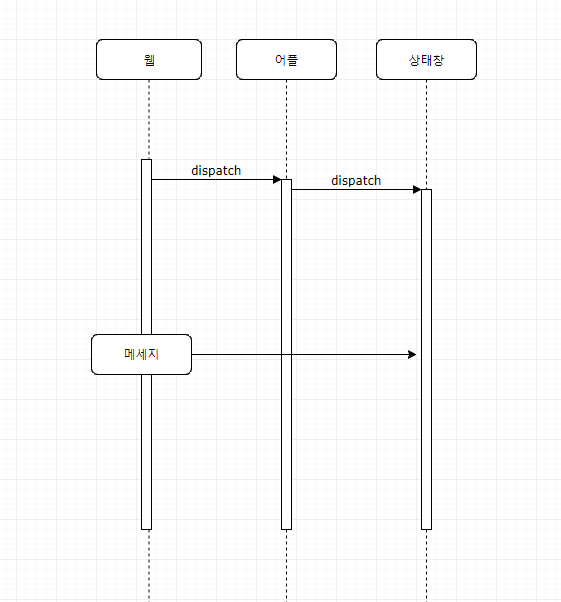 웹
어플
상태창
dispatch
dispatch
메세지